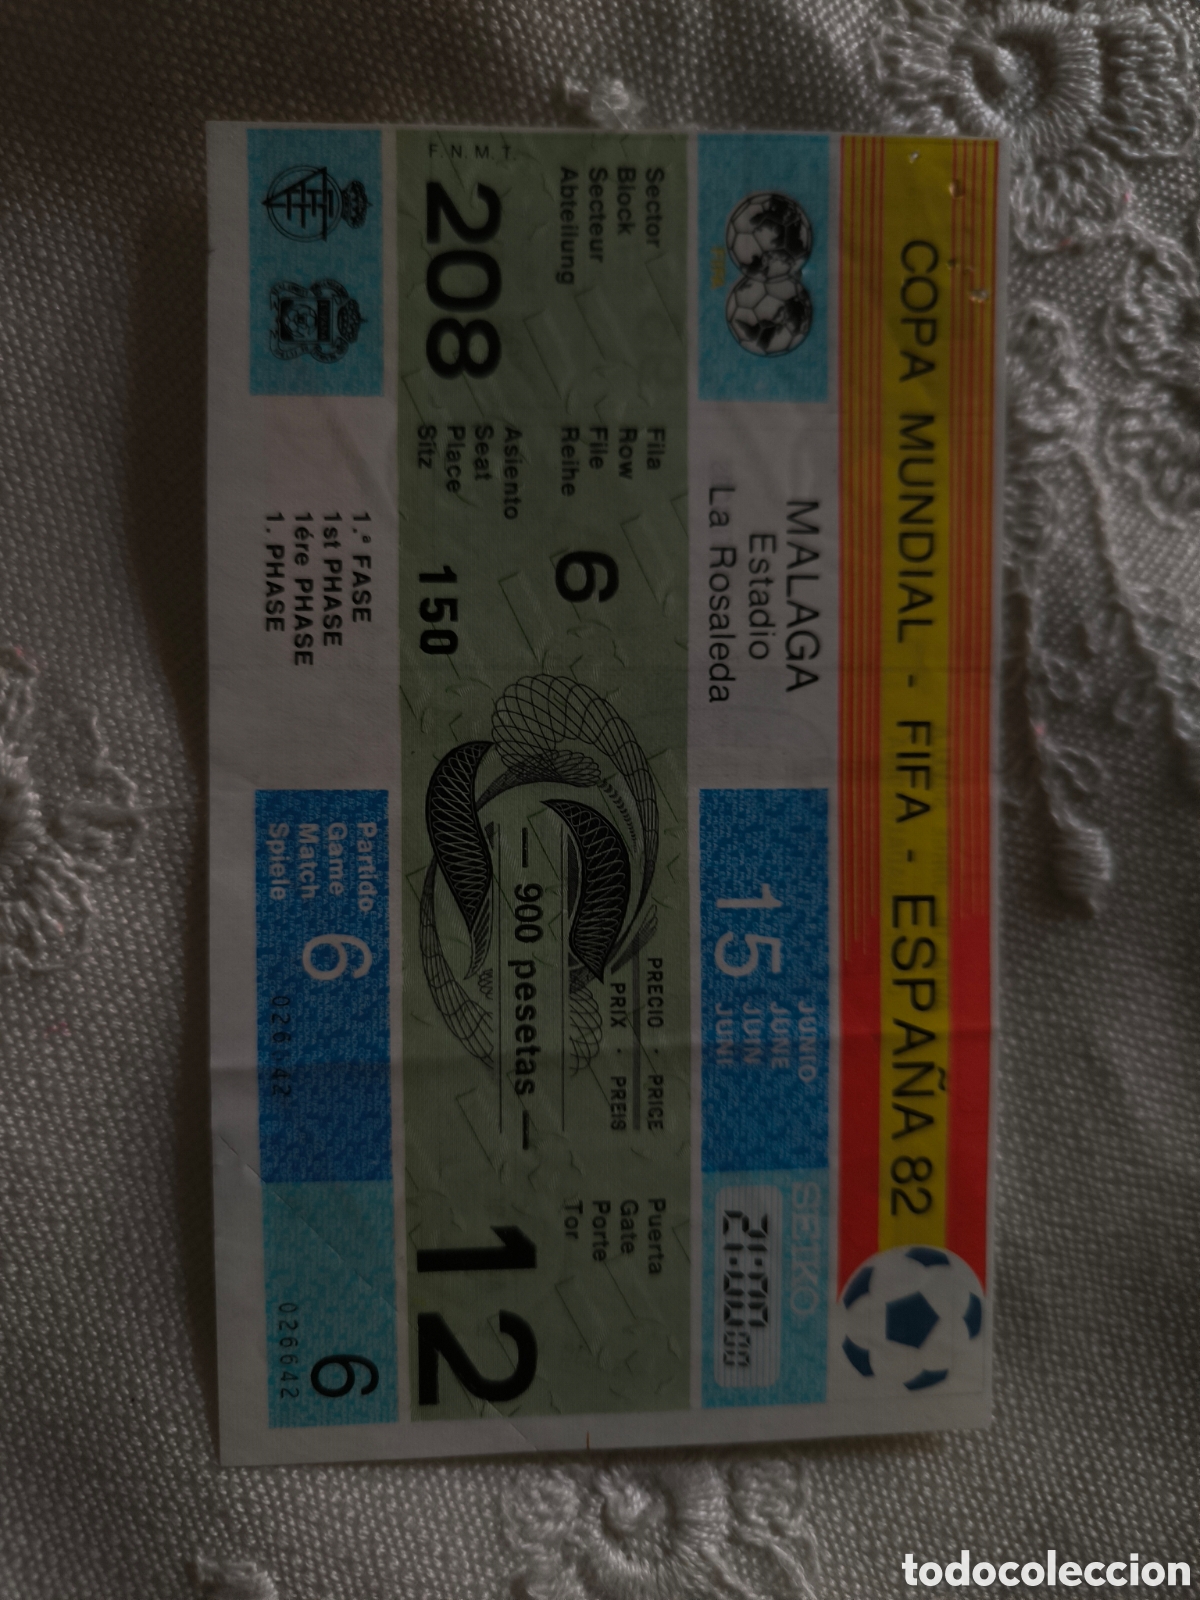 COPA MUNDIAL - FIFA - ESPAÑA 82
FIFA
MALAGA
Estadio
La Rosaleda
15
JUNIO
JUNE
JUIN
JUNI
SEIKO
21:00 00
Sector
Block
Secteur
Abteilung
208
F. N. M. T.
Fila
Row
File
Reihe
6
Asiento
Seat
Place
Sitz
150
PRECIO · PRICE
PRIX · PREIS
— 900 pesetas —
Puerta
Gate
Porte
Tor
12
1.ª FASE
1st PHASE
1ére PHASE
1. PHASE
Partido
Game
Match
Spiele
6
026642
6
026642
todocoleccion